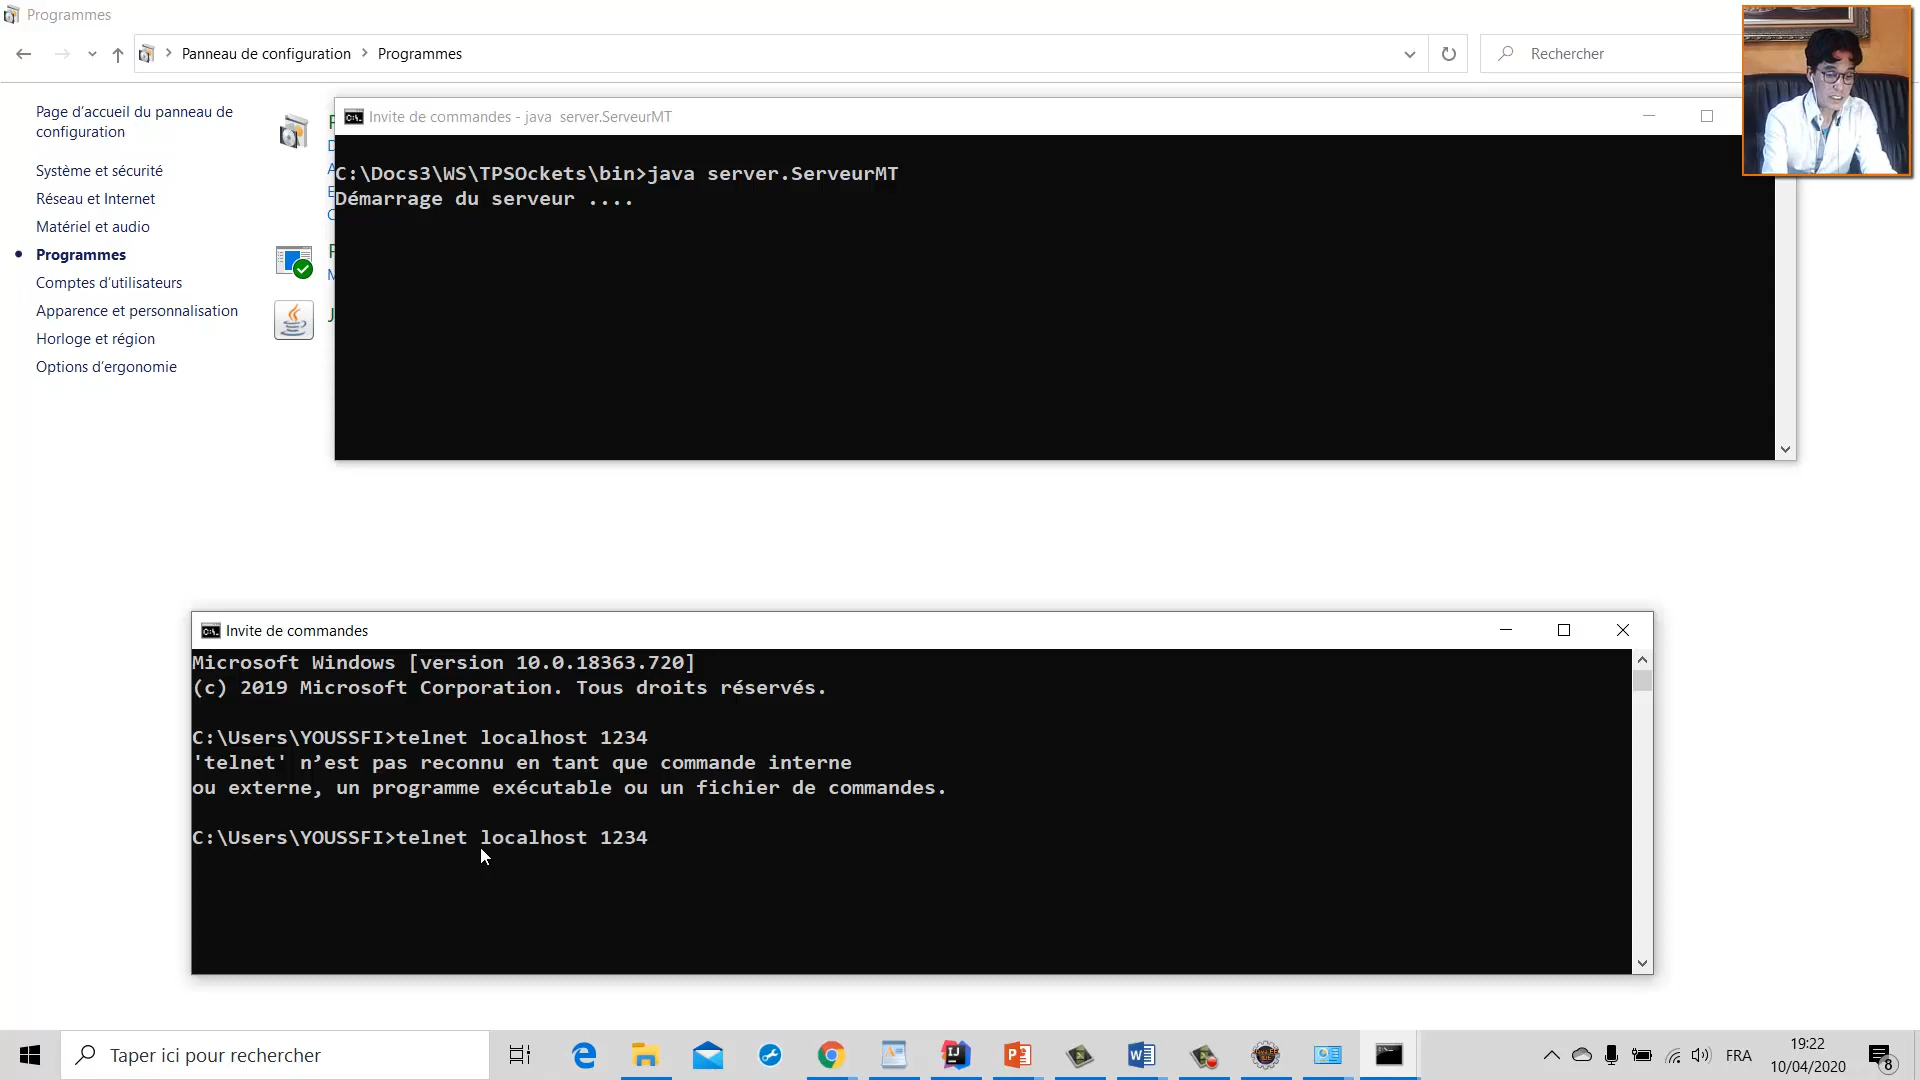 Programmes
Panneau de configuration > Programmes
Rechercher
Page d'accueil du panneau de
configuration
Système et sécurité
Réseau et Internet
Matériel et audio
Programmes
Comptes d'utilisateurs
Apparence et personnalisation
Horloge et région
Options d'ergonomie
Invite de commandes - java  server.ServeurMT
C:\Docs3\WS\TPSOckets\bin>java server.ServeurMT
Démarrage du serveur ....
Invite de commandes
Microsoft Windows [version 10.0.18363.720]
(c) 2019 Microsoft Corporation. Tous droits réservés.
C:\Users\YOUSSFI>telnet localhost 1234
'telnet' n’est pas reconnu en tant que commande interne
ou externe, un programme exécutable ou un fichier de commandes.
C:\Users\YOUSSFI>telnet localhost 1234
Taper ici pour rechercher
FRA
19:22
10/04/2020
8